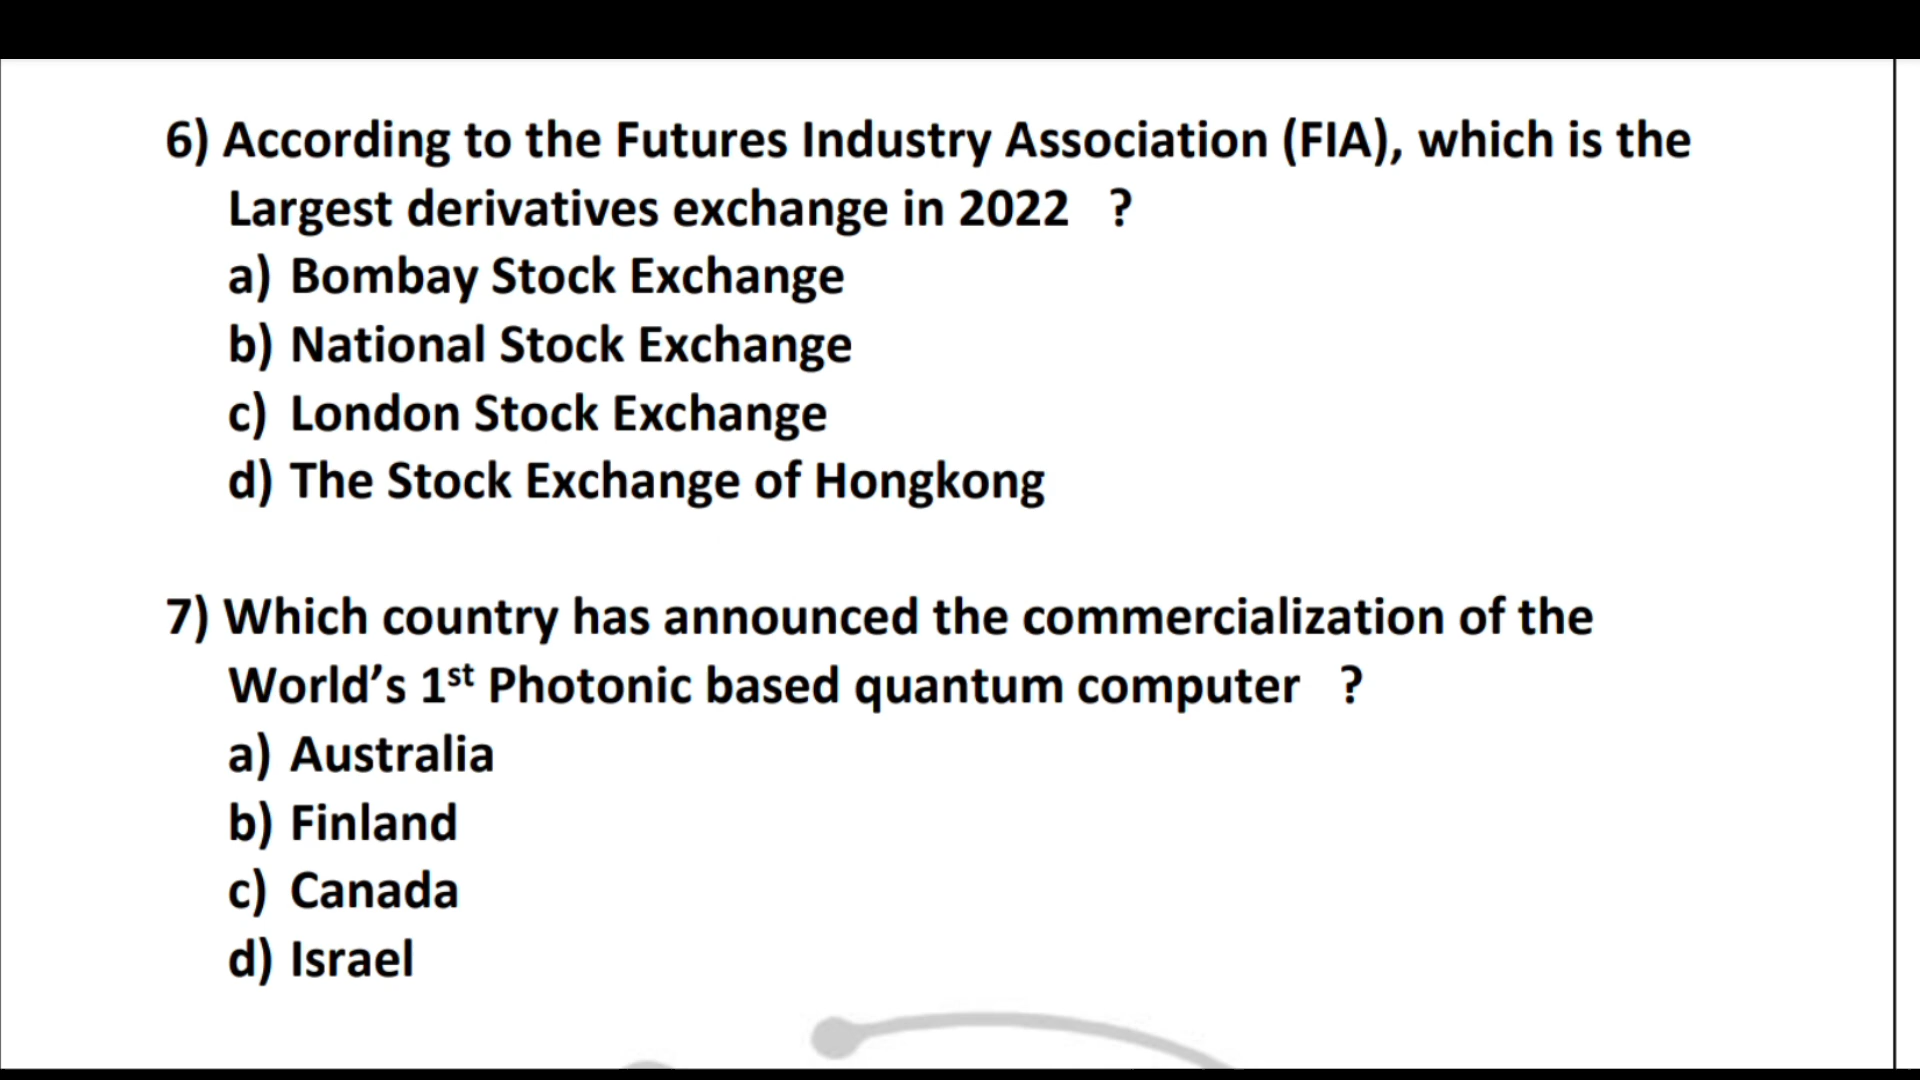 6) According to the Futures Industry Association (FIA), which is the
Largest derivatives exchange in 2022 ?
a) Bombay Stock Exchange
b) National Stock Exchange
c) London Stock Exchange
d) The Stock Exchange of Hongkong
7) Which country has announced the commercialization of the
World’s 1st Photonic based quantum computer ?
a) Australia
b) Finland
c) Canada
d) Israel